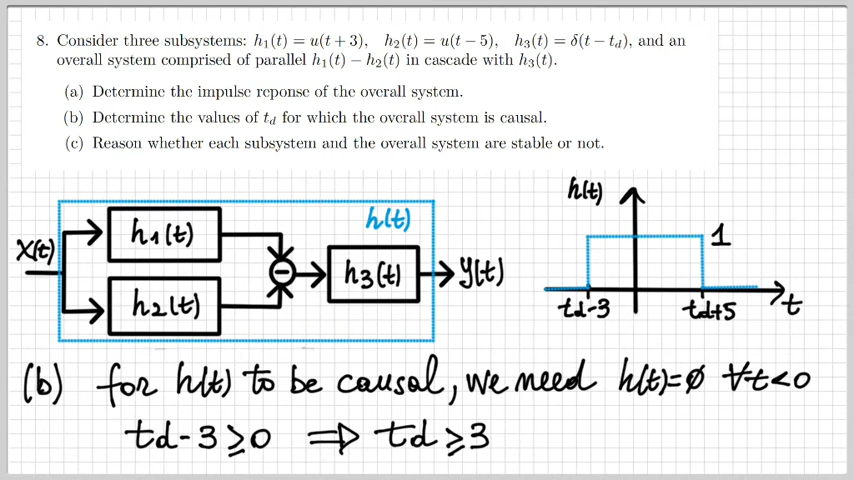 8. Consider three subsystems: h₁(t) = u(t + 3), h₂(t) = u(t − 5), h₃(t) = δ(t − t_d), and an
overall system comprised of parallel h₁(t) − h₂(t) in cascade with h₃(t).
(a) Determine the impulse reponse of the overall system.
(b) Determine the values of t_d for which the overall system is causal.
(c) Reason whether each subsystem and the overall system are stable or not.
x(t)
h1(t)
h2(t)
−
h(t)
h3(t)
y(t)
h(t)
1
td-3
td+5
t
(b) for h(t) to be causal, we need h(t)=∅ ∀t<0
td-3≥0 ⇒ td≥3